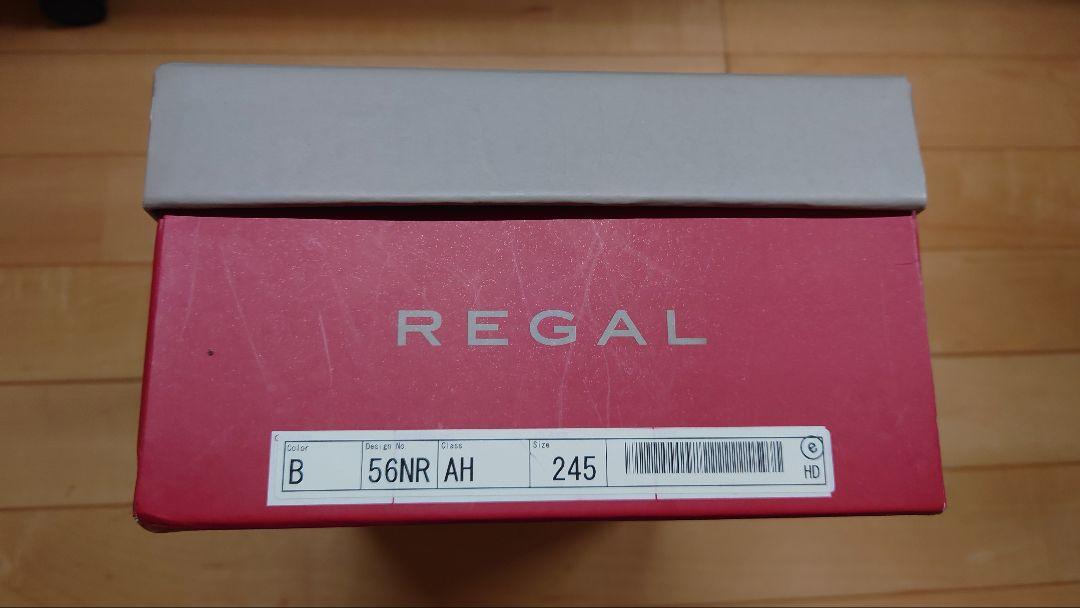 REGAL
Color Design No Class Size
B 56NR AH 245
e
HD